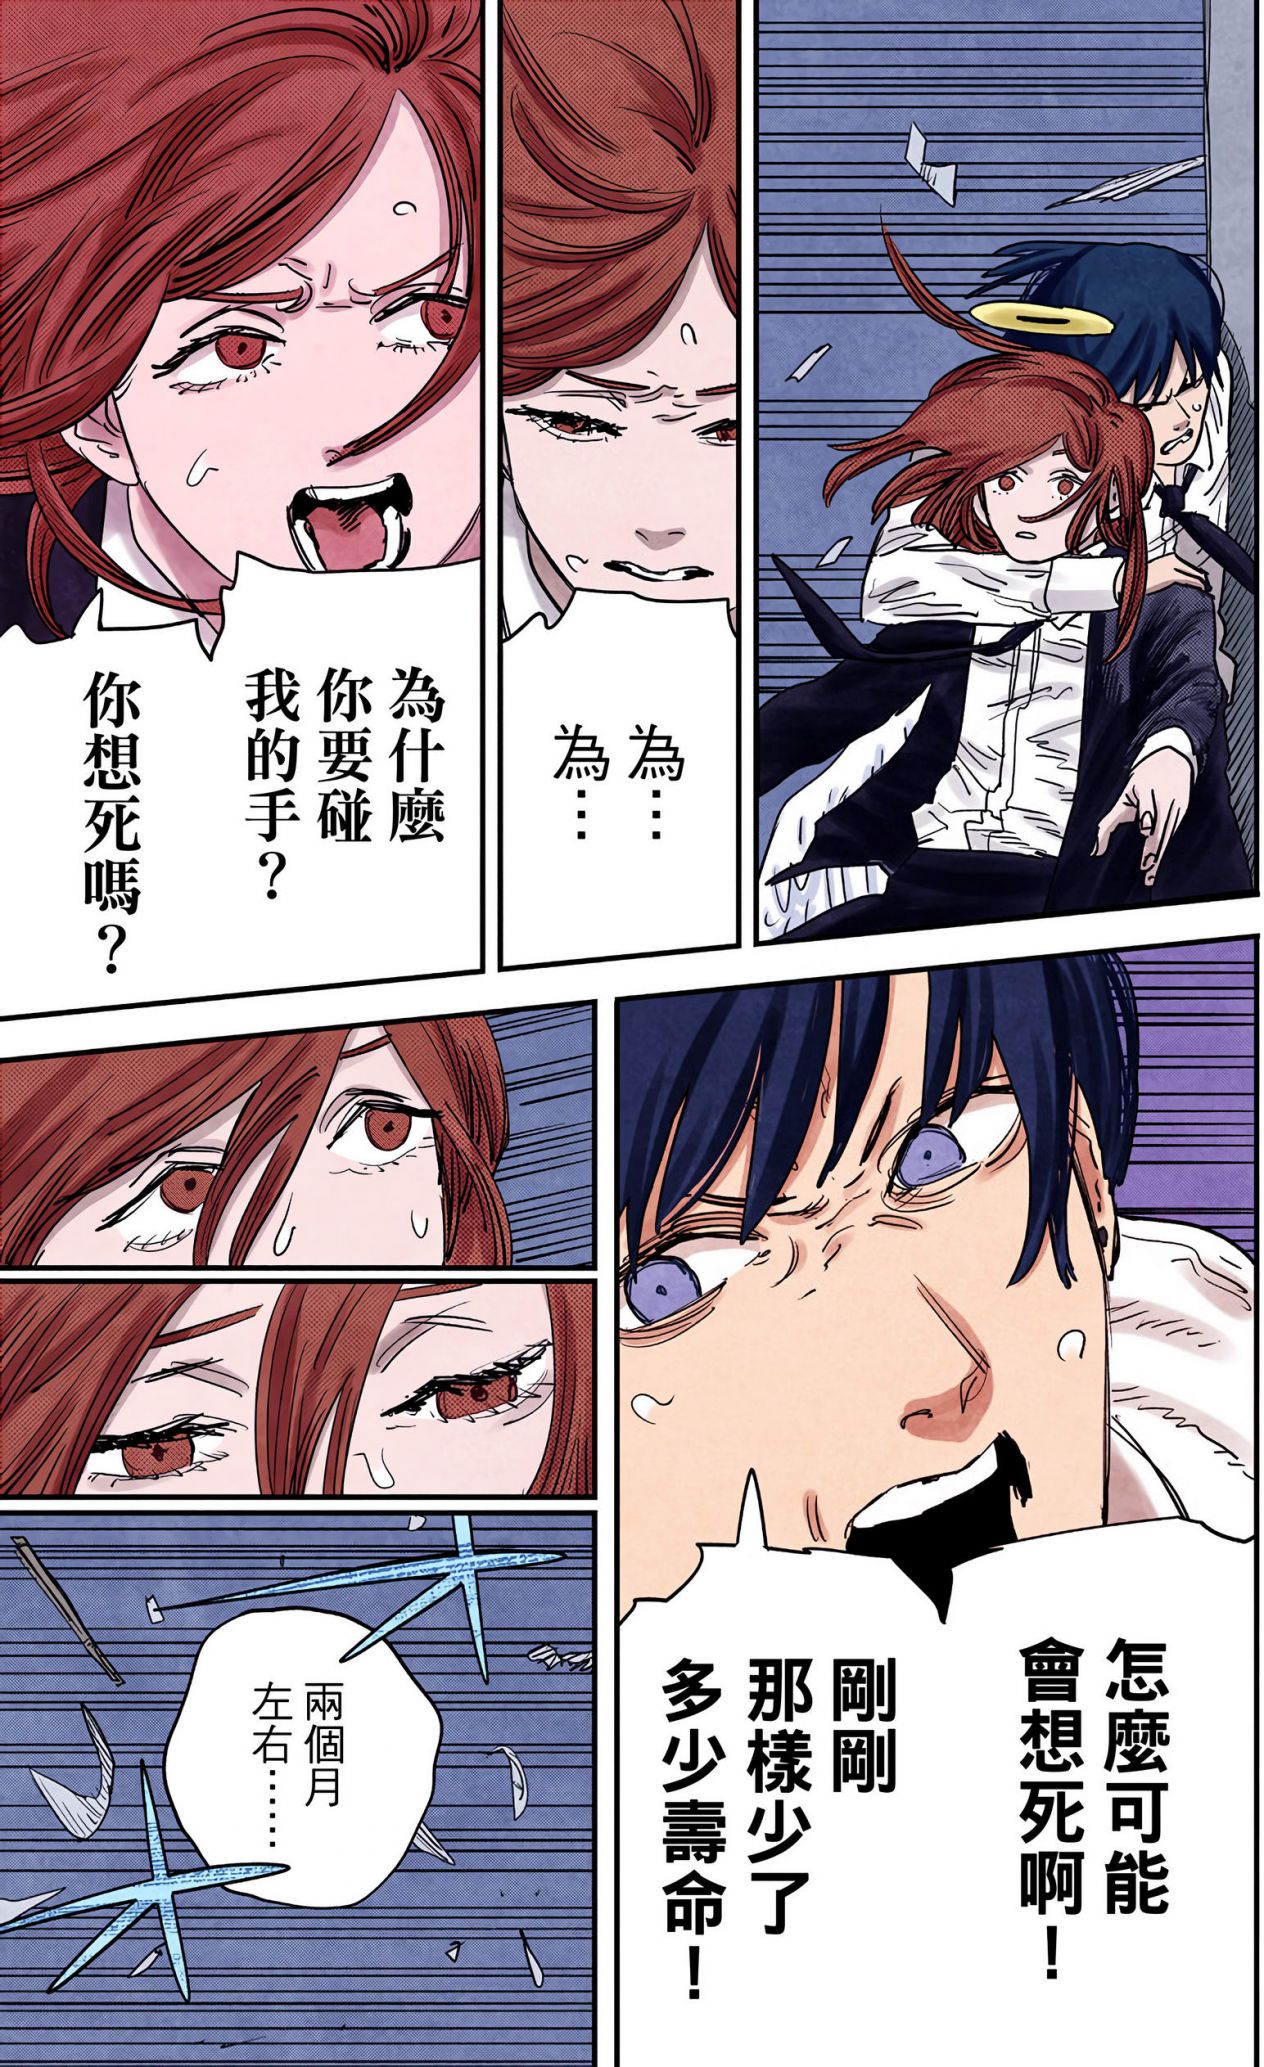 為…
為…
為什麼
你要碰
我的手？
你想死嗎？
怎麼可能
會想死啊！
剛剛
那樣少了
多少壽命！
兩個月
左右……